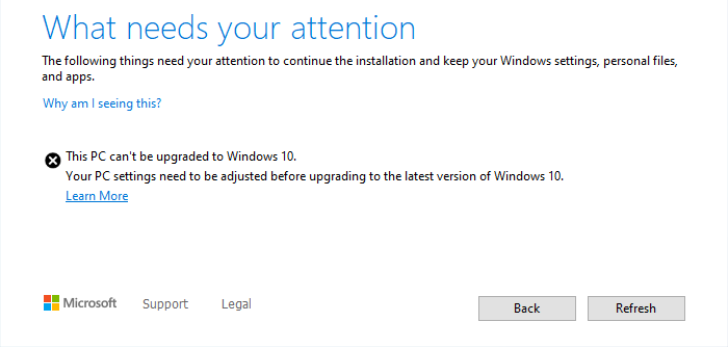 What needs your attention
The following things need your attention to continue the installation and keep your Windows settings, personal files,
and apps.
Why am I seeing this?
This PC can't be upgraded to Windows 10.
Your PC settings need to be adjusted before upgrading to the latest version of Windows 10.
Learn More
Microsoft Support Legal Back Refresh